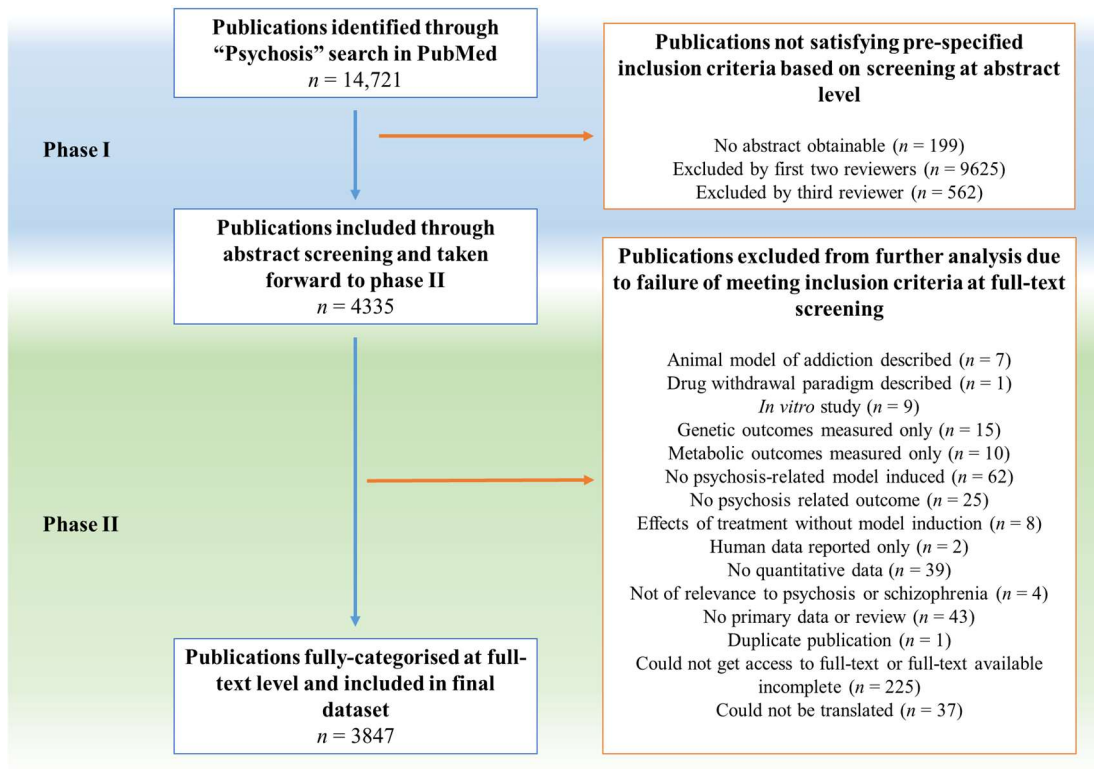 Publications identified through
“Psychosis” search in PubMed
n = 14,721
Publications not satisfying pre-specified
inclusion criteria based on screening at abstract
level
No abstract obtainable (n = 199)
Excluded by first two reviewers (n = 9625)
Excluded by third reviewer (n = 562)
Phase I
Publications included through
abstract screening and taken
forward to phase II
n = 4335
Publications excluded from further analysis due
to failure of meeting inclusion criteria at full-text
screening
Animal model of addiction described (n = 7)
Drug withdrawal paradigm described (n = 1)
In vitro study (n = 9)
Genetic outcomes measured only (n = 15)
Metabolic outcomes measured only (n = 10)
No psychosis-related model induced (n = 62)
No psychosis related outcome (n = 25)
Effects of treatment without model induction (n = 8)
Human data reported only (n = 2)
No quantitative data (n = 39)
Not of relevance to psychosis or schizophrenia (n = 4)
No primary data or review (n = 43)
Duplicate publication (n = 1)
Could not get access to full-text or full-text available
incomplete (n = 225)
Could not be translated (n = 37)
Phase II
Publications fully-categorised at full-
text level and included in final
dataset
n = 3847